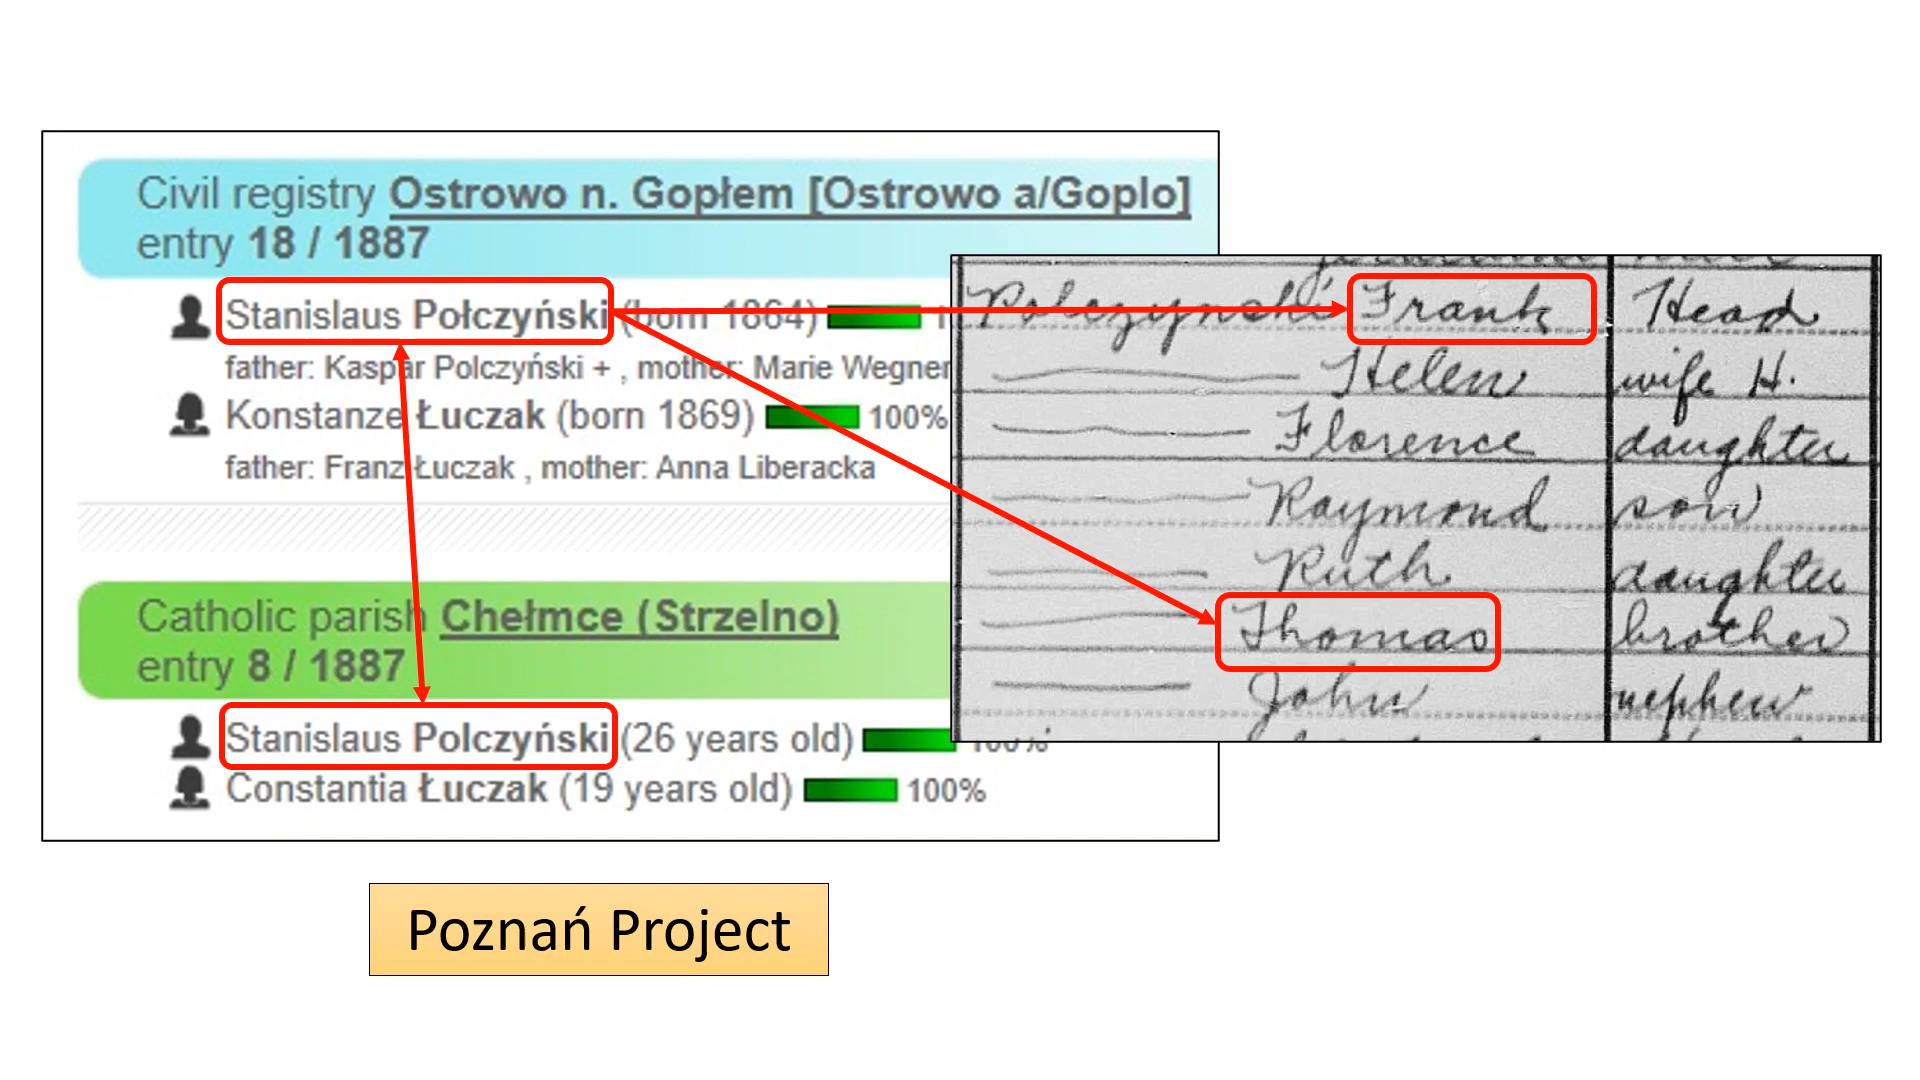 Civil registry Ostrowo n. Gopłem [Ostrowo a/Goplo]
entry 18 / 1887
Stanislaus Połczyński (born 1864)
father: Kaspar Polczyński + , mother: Marie Wegner
Konstanze Łuczak (born 1869) 100%
father: Franz Łuczak , mother: Anna Liberacka
Catholic parish Chełmce (Strzelno)
entry 8 / 1887
Stanislaus Polczyński (26 years old) 100%
Constantia Łuczak (19 years old) 100%
Polczynski Frank Head
Helen wife H.
Florence daughter
Raymond son
Ruth daughter
Thomas brother
John nephew
Poznań Project